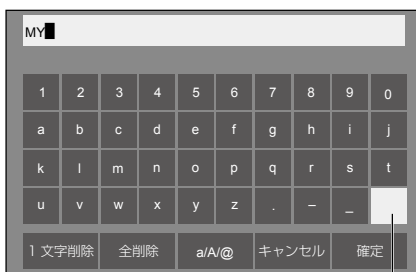 MY
1 2 3 4 5 6 7 8 9 0
a b c d e f g h i j
k l m n o p q r s t
u v w x y z . – _
1文字削除 全削除 a/A/@ キャンセル 確定